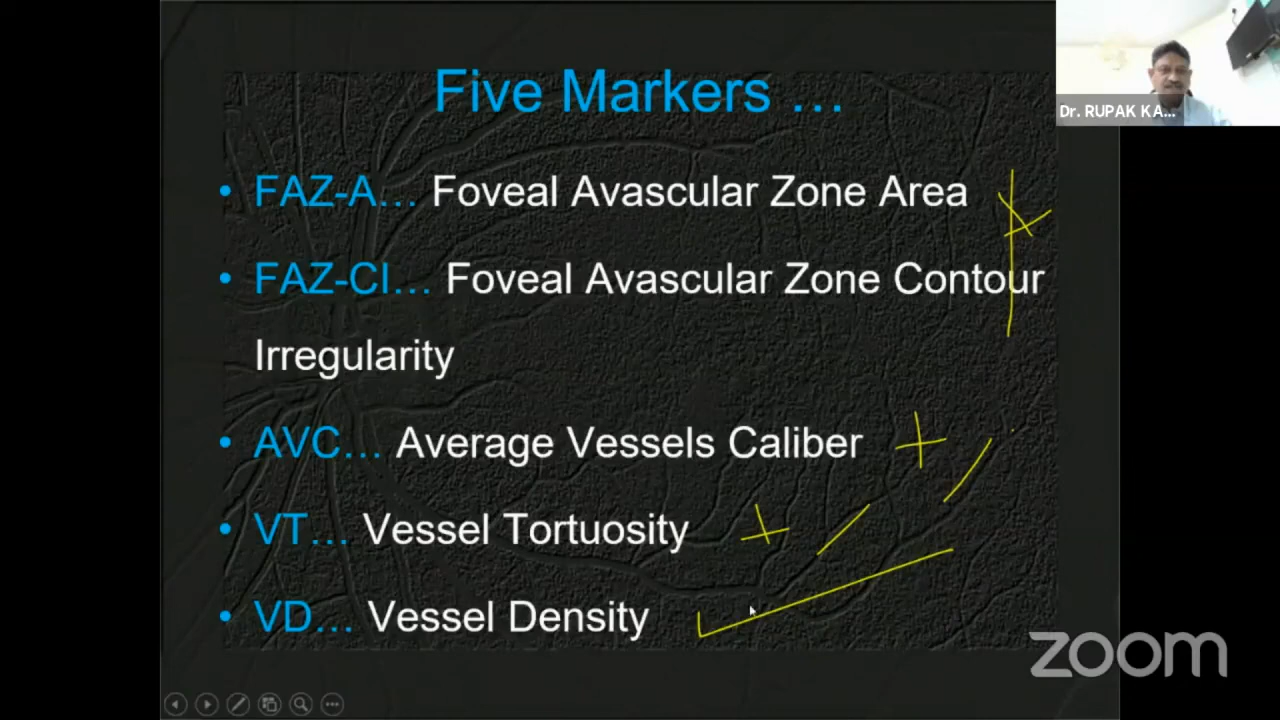 Five Markers ...
Dr. RUPAK KA...
• FAZ-A... Foveal Avascular Zone Area
• FAZ-CI... Foveal Avascular Zone Contour
Irregularity
• AVC... Average Vessels Caliber
• VT... Vessel Tortuosity
• VD... Vessel Density
zoom